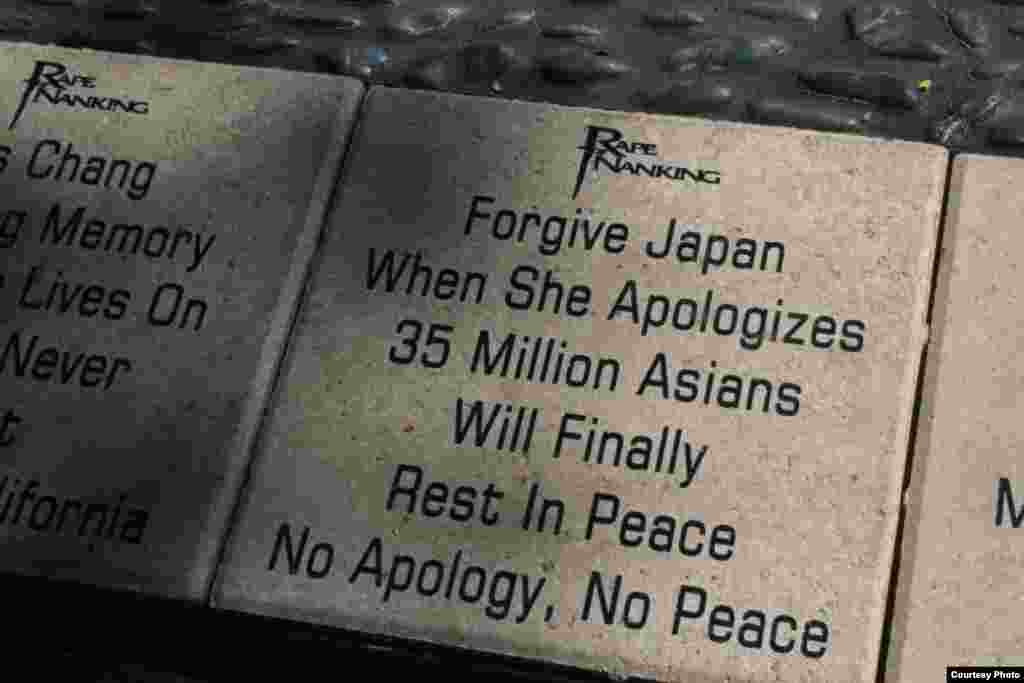 Rape
Nanking
s Chang
g Memory
Lives On
Never
t
lifornia
Rape
Nanking
Forgive Japan
When She Apologizes
35 Million Asians
Will Finally
Rest In Peace
No Apology, No Peace
M
Courtesy Photo